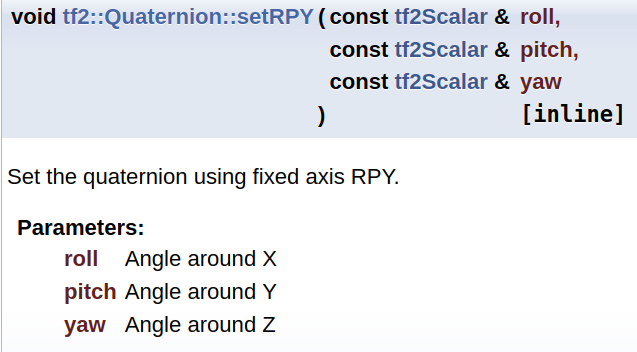 void tf2::Quaternion::setRPY ( const tf2Scalar & roll,
const tf2Scalar & pitch,
const tf2Scalar & yaw
) [inline]
Set the quaternion using fixed axis RPY.
Parameters:
roll Angle around X
pitch Angle around Y
yaw Angle around Z